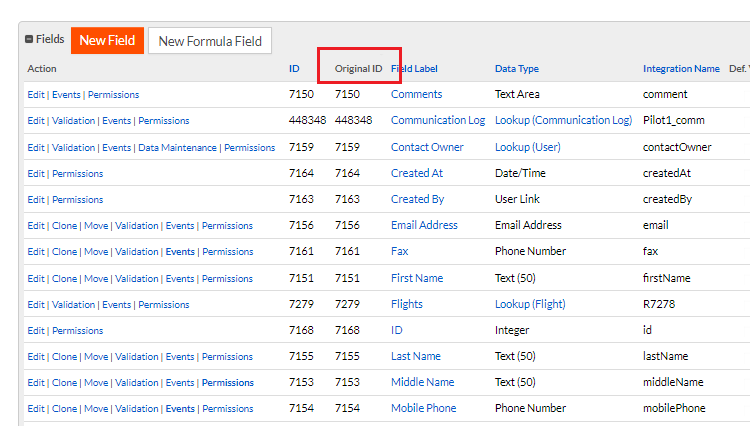 Fields New Field New Formula Field
Action ID Original ID Field Label Data Type Integration Name Def.
Edit | Events | Permissions 7150 7150 Comments Text Area comment
Edit | Validation | Events | Permissions 448348 448348 Communication Log Lookup (Communication Log) Pilot1_comm
Edit | Validation | Events | Data Maintenance | Permissions 7159 7159 Contact Owner Lookup (User) contactOwner
Edit | Permissions 7164 7164 Created At Date/Time createdAt
Edit | Permissions 7163 7163 Created By User Link createdBy
Edit | Clone | Move | Validation | Events | Permissions 7156 7156 Email Address Email Address email
Edit | Clone | Move | Validation | Events | Permissions 7161 7161 Fax Phone Number fax
Edit | Clone | Move | Validation | Events | Permissions 7151 7151 First Name Text (50) firstName
Edit | Validation | Events | Permissions 7279 7279 Flights Lookup (Flight) R7278
Edit | Permissions 7168 7168 ID Integer id
Edit | Clone | Move | Validation | Events | Permissions 7155 7155 Last Name Text (50) lastName
Edit | Clone | Move | Validation | Events | Permissions 7153 7153 Middle Name Text (50) middleName
Edit | Clone | Move | Validation | Events | Permissions 7154 7154 Mobile Phone Phone Number mobilePhone